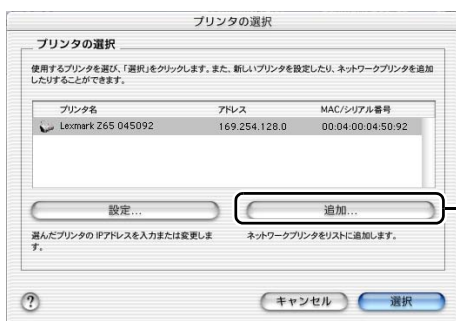 プリンタの選択
プリンタの選択
使用するプリンタを選び、「選択」をクリックします。また、新しいプリンタを設定したり、ネットワークプリンタを追加
したりすることができます。
プリンタ名 アドレス MAC/シリアル番号
Lexmark Z65 045092 169.254.128.0 00:04:00:04:50:92
設定... 追加...
選んだプリンタの IPアドレスを入力または変更しま
す。
ネットワークプリンタをリストに追加します。
? キャンセル 選択